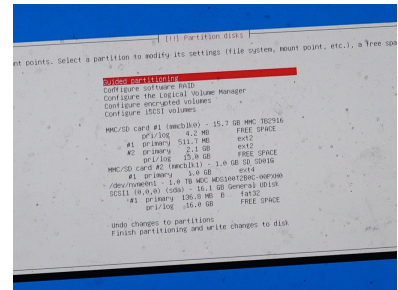 [!!] Partition disks
nt points. Select a partition to modify its settings (file system, mount point, etc.), a free spa
Guided partitioning
Configure software RAID
Configure the Logical Volume Manager
Configure encrypted volumes
Configure iSCSI volumes
MMC/SD card #1 (mmcblk0) - 15.7 GB MMC TB2916
pri/log 4.2 MB FREE SPACE
#1 primary 511.7 MB ext2
#2 primary 2.1 GB ext2
pri/log 13.0 GB FREE SPACE
MMC/SD card #2 (mmcblk1) - 1.0 GB SD SD01G
#1 primary 1.0 GB ext4
/dev/nvme0n1 - 1.0 TB WDC WDS100T2B0C-00PXH0
SCSI1 (0,0,0) (sda) - 16.1 GB General UDisk
#1 primary 136.8 MB B fat32
pri/log 16.0 GB FREE SPACE
Undo changes to partitions
Finish partitioning and write changes to disk